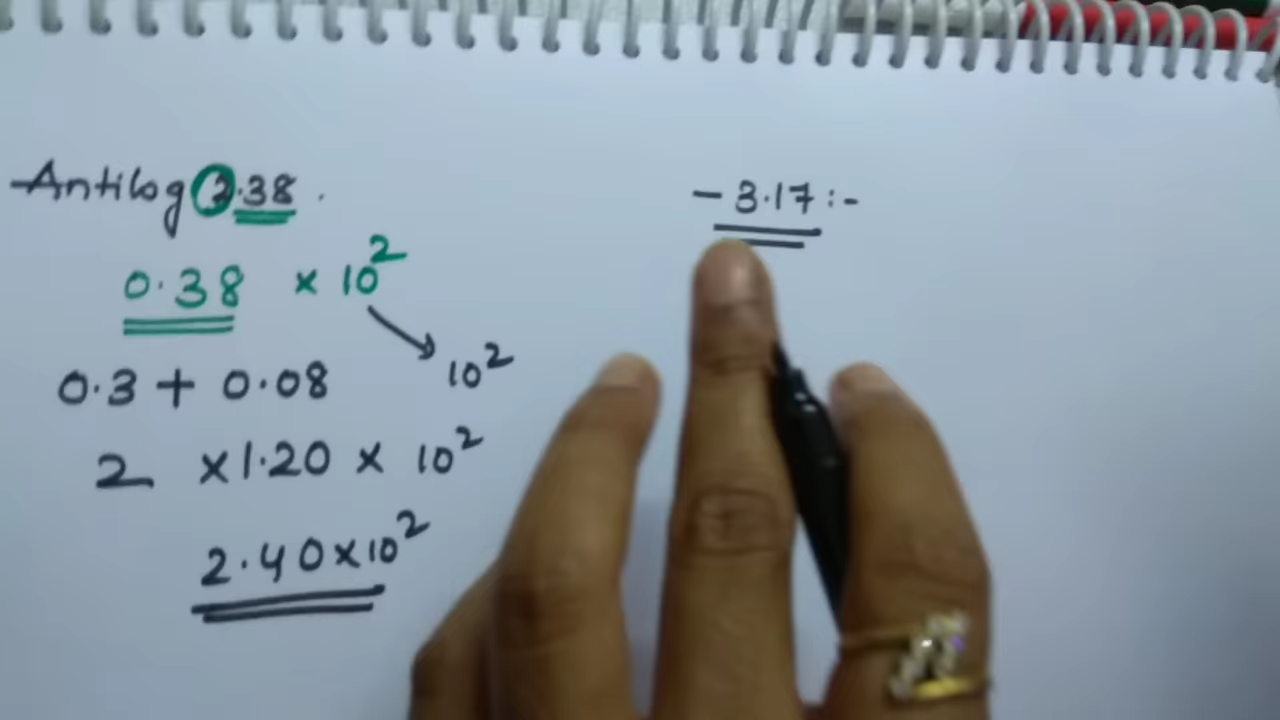 Antilog 2.38.
0.38 × 10²
10²
0.3 + 0.08
2 × 1.20 × 10²
2.40 × 10²
- 3.17 :-